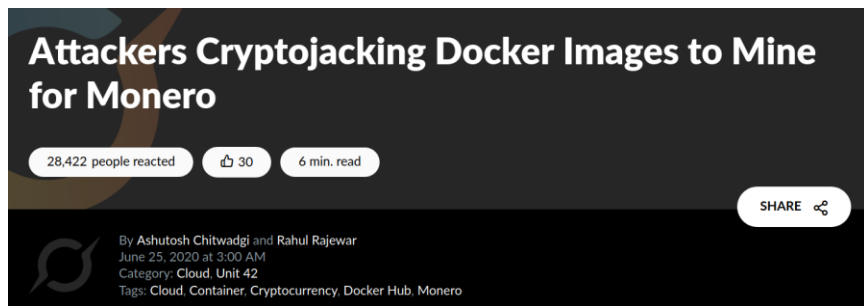 Attackers Cryptojacking Docker Images to Mine
for Monero
28,422 people reacted 30 6 min. read
SHARE
By Ashutosh Chitwadgi and Rahul Rajewar
June 25, 2020 at 3:00 AM
Category: Cloud, Unit 42
Tags: Cloud, Container, Cryptocurrency, Docker Hub, Monero